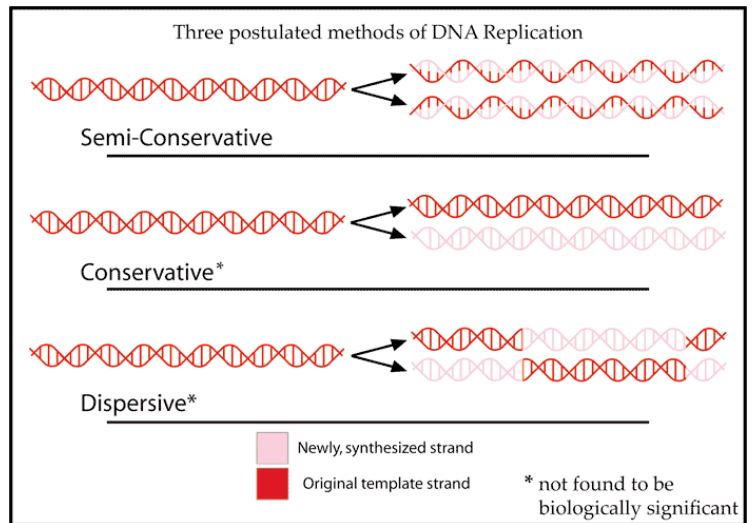 Three postulated methods of DNA Replication
Semi-Conservative
Conservative*
Dispersive*
Newly, synthesized strand
Original template strand
* not found to be
biologically significant